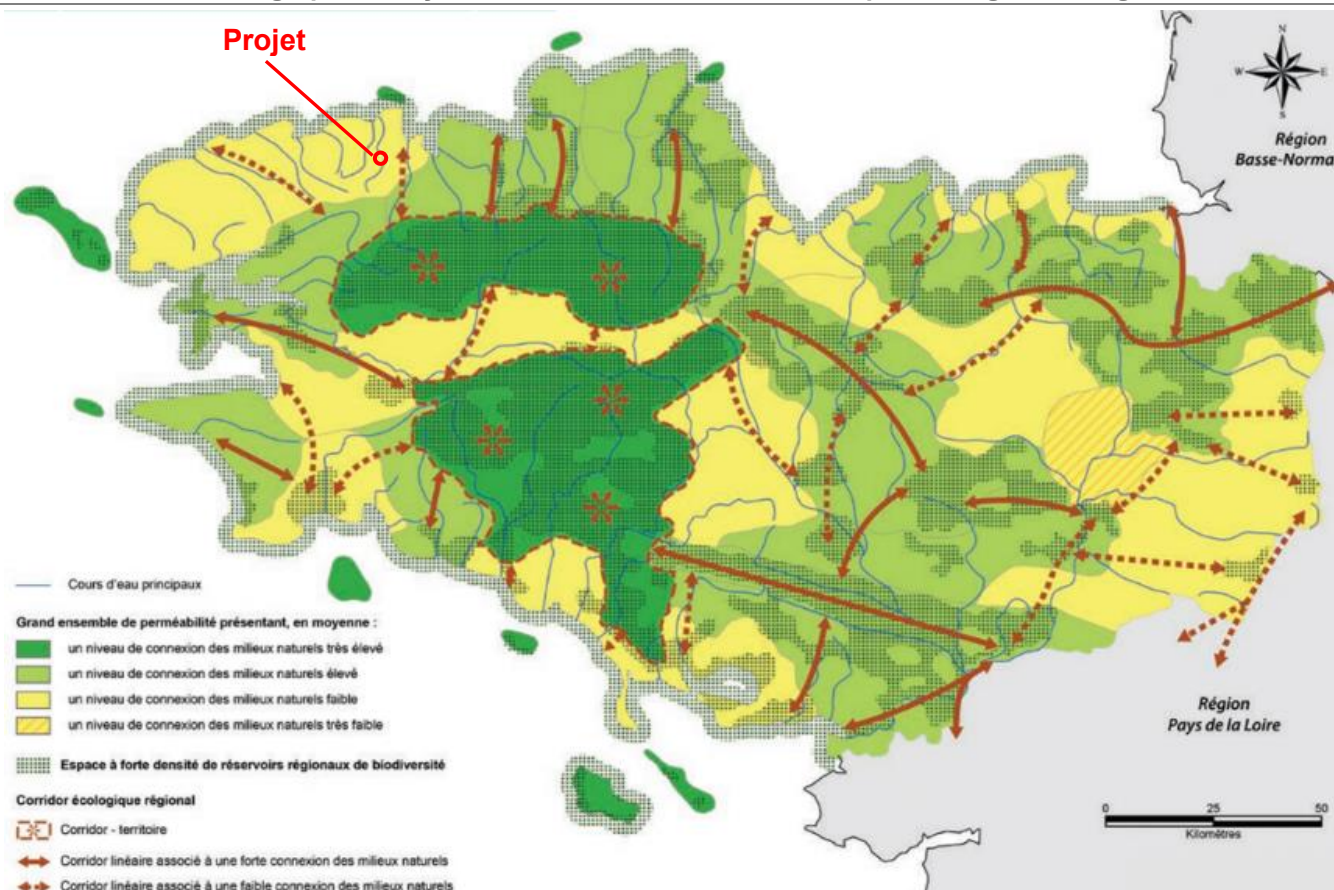 Projet
N
W
E
S
Région
Basse-Norma
Cours d'eau principaux
Grand ensemble de perméabilité présentant, en moyenne :
un niveau de connexion des milieux naturels très élevé
un niveau de connexion des milieux naturels élevé
un niveau de connexion des milieux naturels faible
un niveau de connexion des milieux naturels très faible
Espace à forte densité de réservoirs régionaux de biodiversité
Corridor écologique régional
Corridor - territoire
Corridor linéaire associé à une forte connexion des milieux naturels
Corridor linéaire associé à une faible connexion des milieux naturels
Région
Pays de la Loire
0 25 50
Kilomètres